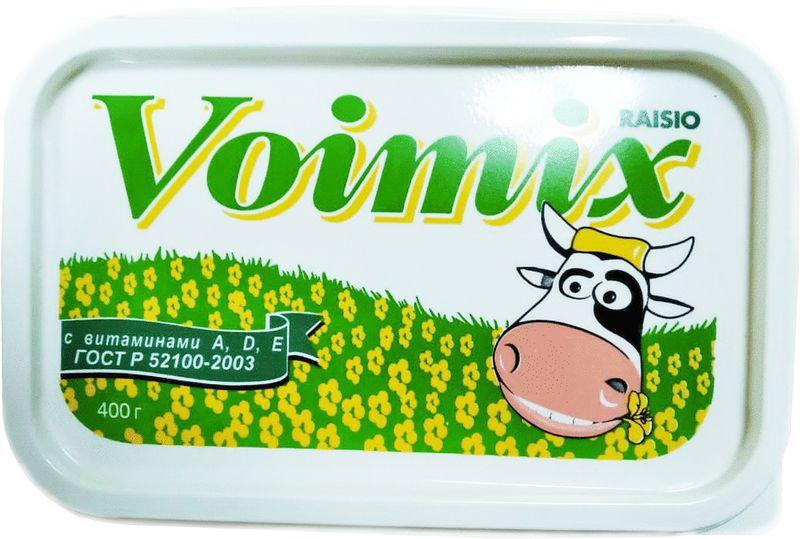 RAISIO
Voimix
с витаминами A, D, E
ГОСТ Р 52100-2003
400 г